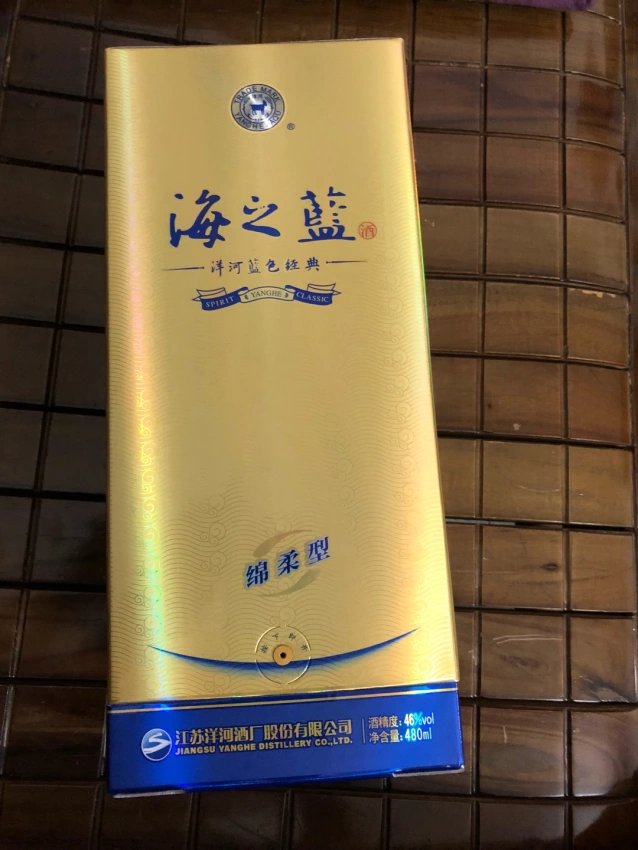 TRADE MARK
YANGHE
®
海之藍
酒
洋河藍色经典
SPIRIT YANGHE CLASSIC
绵柔型
江苏洋河酒厂股份有限公司
JIANGSU YANGHE DISTILLERY CO.,LTD.
酒精度:46%vol
净含量:480ml